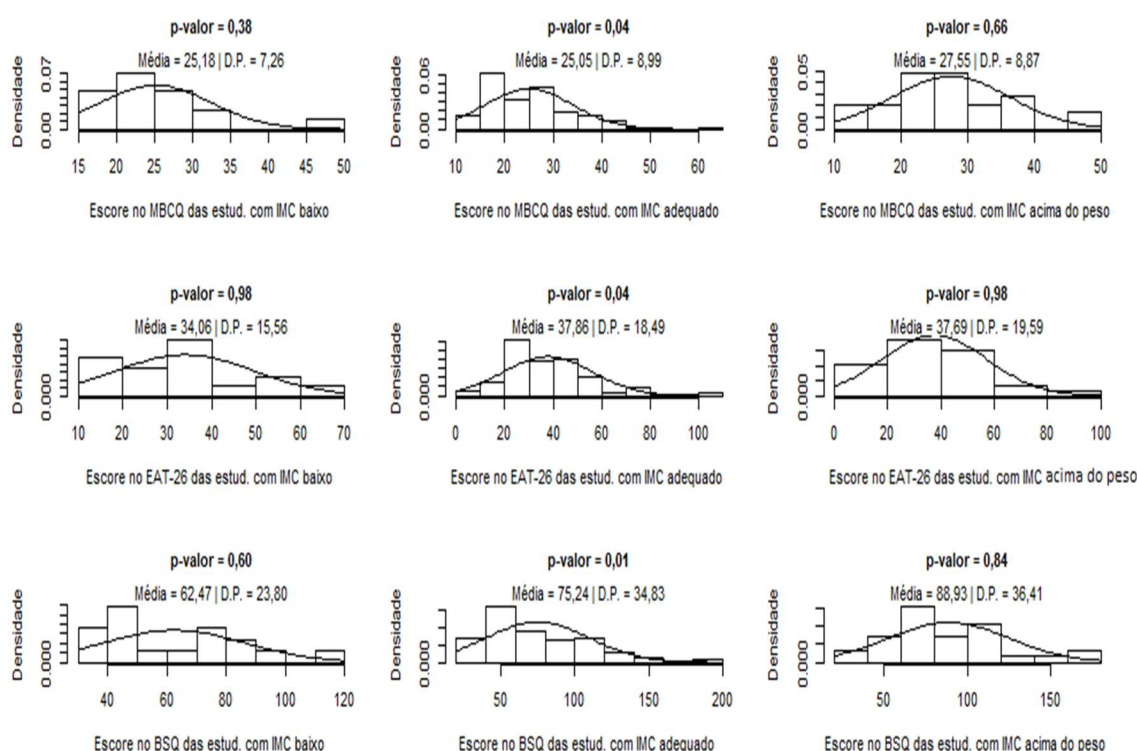 p-valor = 0,38
Média = 25,18 | D.P. = 7,26
Densidade
0.00 0.07
15 20 25 30 35 40 45 50
Escore no MBCQ das estud. com IMC baixo
p-valor = 0,04
Média = 25,05 | D.P. = 8,99
Densidade
0.00 0.06
10 20 30 40 50 60
Escore no MBCQ das estud. com IMC adequado
p-valor = 0,66
Média = 27,55 | D.P. = 8,87
Densidade
0.00 0.05
10 20 30 40 50
Escore no MBCQ das estud. com IMC acima do peso
p-valor = 0,98
Média = 34,06 | D.P. = 15,56
Densidade
0.000
10 20 30 40 50 60 70
Escore no EAT-26 das estud. com IMC baixo
p-valor = 0,04
Média = 37,86 | D.P. = 18,49
Densidade
0.000
0 20 40 60 80 100
Escore no EAT-26 das estud. com IMC adequado
p-valor = 0,98
Média = 37,69 | D.P. = 19,59
Densidade
0.000
0 20 40 60 80 100
Escore no EAT-26 das estud. com IMC acima do peso
p-valor = 0,60
Média = 62,47 | D.P. = 23,80
Densidade
0.000
40 60 80 100 120
Escore no BSQ das estud. com IMC baixo
p-valor = 0,01
Média = 75,24 | D.P. = 34,83
Densidade
0.000
50 100 150 200
Escore no BSQ das estud. com IMC adequado
p-valor = 0,84
Média = 88,93 | D.P. = 36,41
Densidade
0.000
50 100 150
Escore no BSQ das estud. com IMC acima do peso